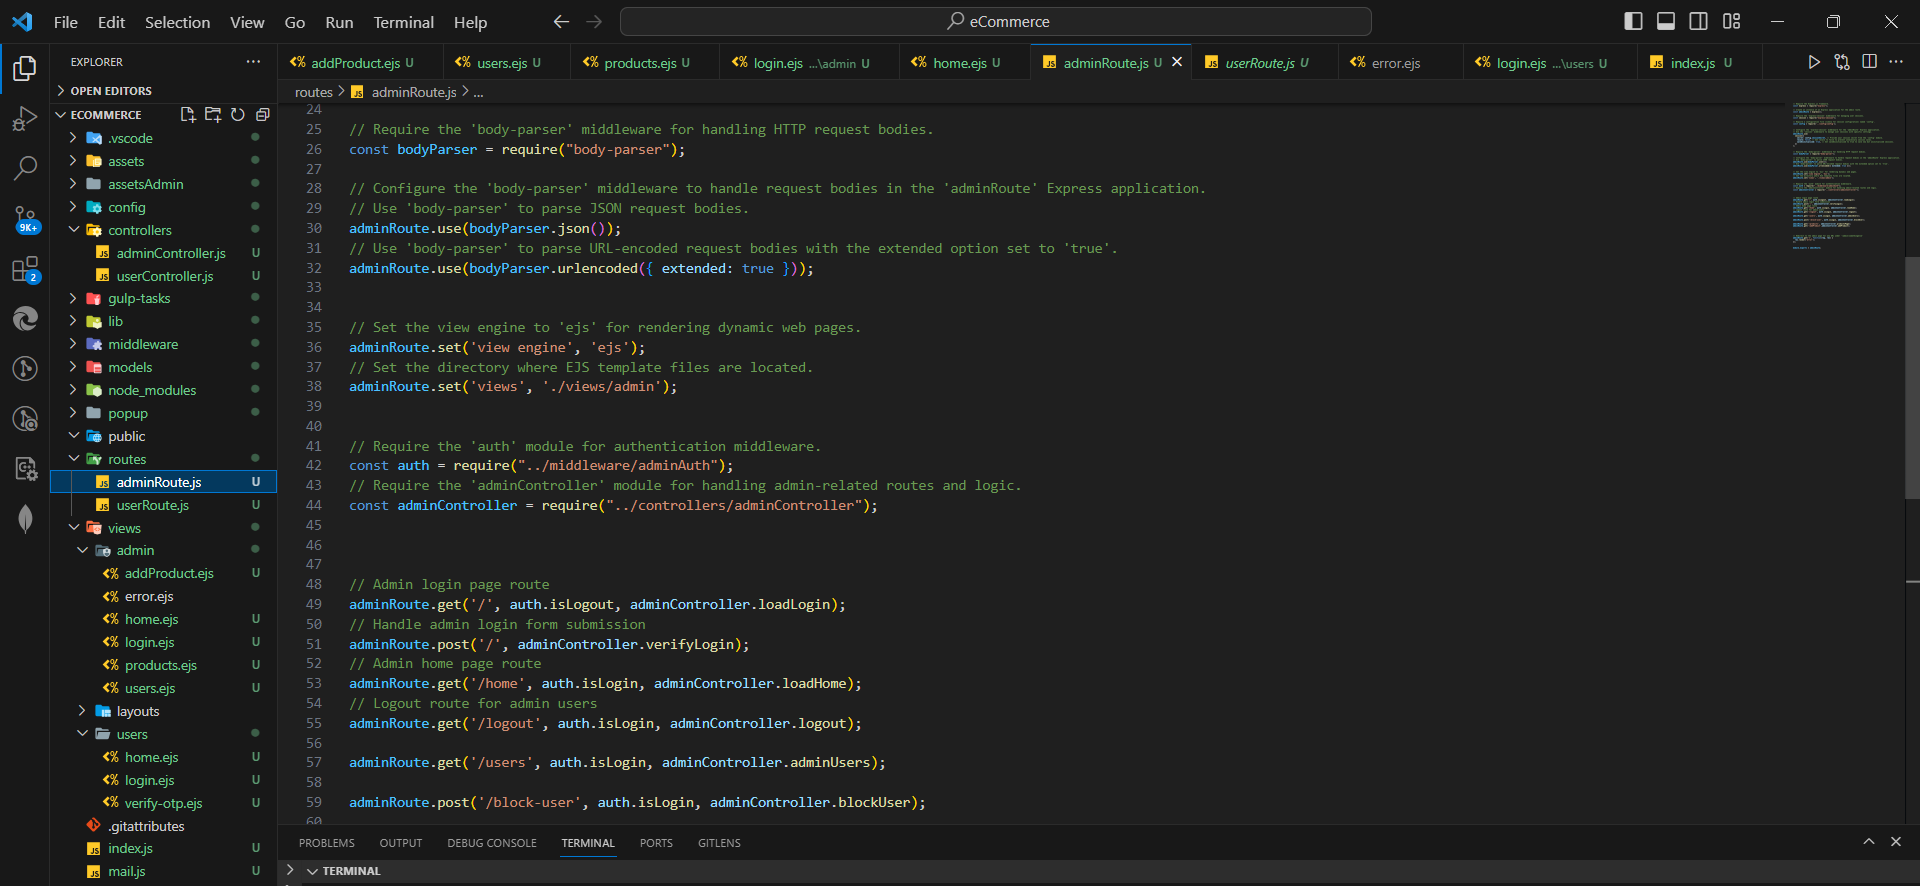 File Edit Selection View Go Run Terminal Help
eCommerce
EXPLORER
addProduct.ejs U
users.ejs U
products.ejs U
login.ejs ...\admin U
home.ejs U
adminRoute.js U
userRoute.js U
error.ejs
login.ejs ...\users U
index.js U
OPEN EDITORS
ECOMMERCE
.vscode
assets
assetsAdmin
config
controllers
adminController.js U
userController.js U
gulp-tasks
lib
middleware
models
node_modules
popup
public
routes
adminRoute.js U
userRoute.js U
views
admin
addProduct.ejs U
error.ejs
home.ejs U
login.ejs U
products.ejs U
users.ejs U
layouts
users
home.ejs U
login.ejs U
verify-otp.ejs U
.gitattributes
index.js U
mail.js U
9K+
2
routes > JS adminRoute.js > ...
24
25 // Require the 'body-parser' middleware for handling HTTP request bodies.
26 const bodyParser = require("body-parser");
27
28 // Configure the 'body-parser' middleware to handle request bodies in the 'adminRoute' Express application.
29 // Use 'body-parser' to parse JSON request bodies.
30 adminRoute.use(bodyParser.json());
31 // Use 'body-parser' to parse URL-encoded request bodies with the extended option set to 'true'.
32 adminRoute.use(bodyParser.urlencoded({ extended: true }));
33
34
35 // Set the view engine to 'ejs' for rendering dynamic web pages.
36 adminRoute.set('view engine', 'ejs');
37 // Set the directory where EJS template files are located.
38 adminRoute.set('views', './views/admin');
39
40
41 // Require the 'auth' module for authentication middleware.
42 const auth = require("../middleware/adminAuth");
43 // Require the 'adminController' module for handling admin-related routes and logic.
44 const adminController = require("../controllers/adminController");
45
46
47
48 // Admin login page route
49 adminRoute.get('/', auth.isLogout, adminController.loadLogin);
50 // Handle admin login form submission
51 adminRoute.post('/', adminController.verifyLogin);
52 // Admin home page route
53 adminRoute.get('/home', auth.isLogin, adminController.loadHome);
54 // Logout route for admin users
55 adminRoute.get('/logout', auth.isLogin, adminController.logout);
56
57 adminRoute.get('/users', auth.isLogin, adminController.adminUsers);
58
59 adminRoute.post('/block-user', auth.isLogin, adminController.blockUser);
60
PROBLEMS OUTPUT DEBUG CONSOLE TERMINAL PORTS GITLENS
TERMINAL